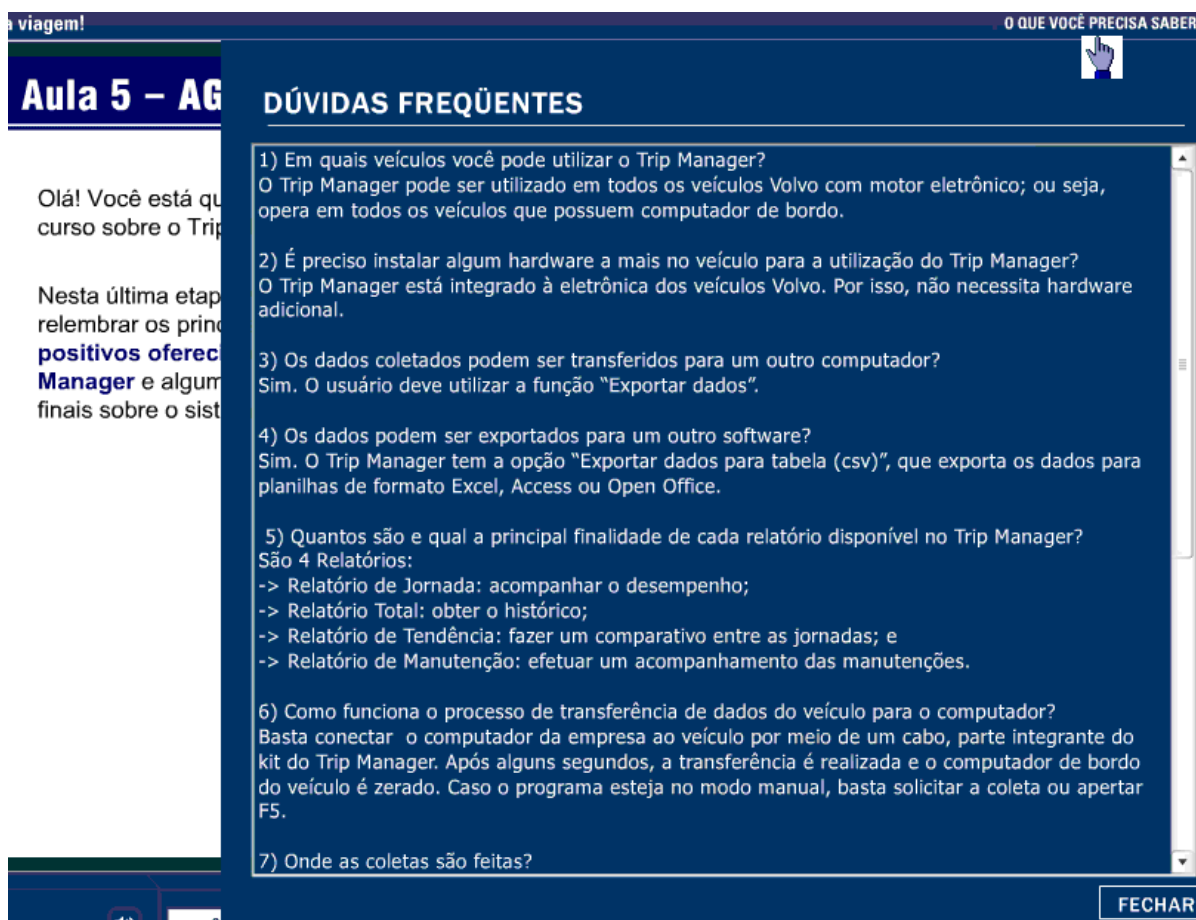 a viagem!
O QUE VOCÊ PRECISA SABER
Aula 5 – AG
Olá! Você está qu
curso sobre o Trip
Nesta última etap
relembrar os princ
positivos ofereci
Manager e algum
finais sobre o sist
DÚVIDAS FREQÜENTES
1) Em quais veículos você pode utilizar o Trip Manager?
O Trip Manager pode ser utilizado em todos os veículos Volvo com motor eletrônico; ou seja,
opera em todos os veículos que possuem computador de bordo.
2) É preciso instalar algum hardware a mais no veículo para a utilização do Trip Manager?
O Trip Manager está integrado à eletrônica dos veículos Volvo. Por isso, não necessita hardware
adicional.
3) Os dados coletados podem ser transferidos para um outro computador?
Sim. O usuário deve utilizar a função “Exportar dados”.
4) Os dados podem ser exportados para um outro software?
Sim. O Trip Manager tem a opção “Exportar dados para tabela (csv)”, que exporta os dados para
planilhas de formato Excel, Access ou Open Office.
5) Quantos são e qual a principal finalidade de cada relatório disponível no Trip Manager?
São 4 Relatórios:
-> Relatório de Jornada: acompanhar o desempenho;
-> Relatório Total: obter o histórico;
-> Relatório de Tendência: fazer um comparativo entre as jornadas; e
-> Relatório de Manutenção: efetuar um acompanhamento das manutenções.
6) Como funciona o processo de transferência de dados do veículo para o computador?
Basta conectar  o computador da empresa ao veículo por meio de um cabo, parte integrante do
kit do Trip Manager. Após alguns segundos, a transferência é realizada e o computador de bordo
do veículo é zerado. Caso o programa esteja no modo manual, basta solicitar a coleta ou apertar
F5.
7) Onde as coletas são feitas?
FECHAR